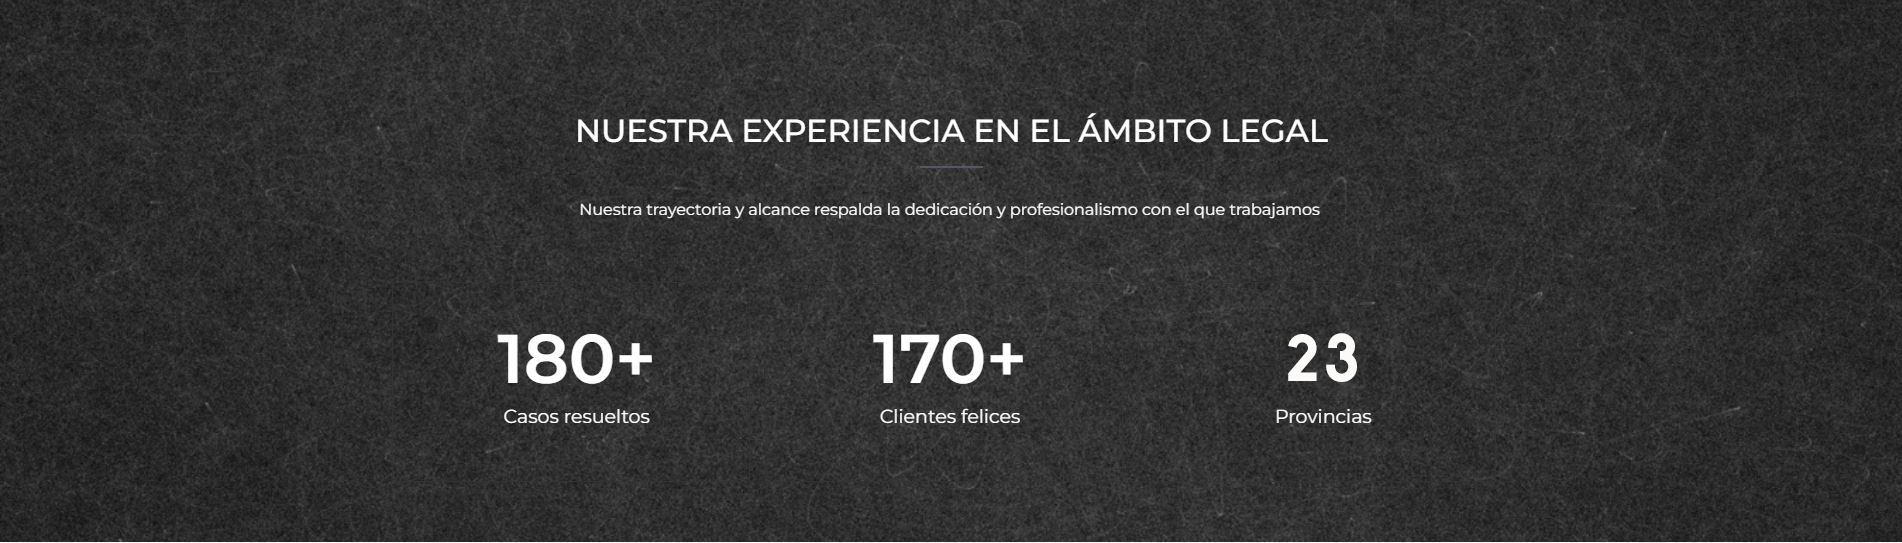 NUESTRA EXPERIENCIA EN EL ÁMBITO LEGAL
Nuestra trayectoria y alcance respalda la dedicación y profesionalismo con el que trabajamos
180+
Casos resueltos
170+
Clientes felices
23
Provincias